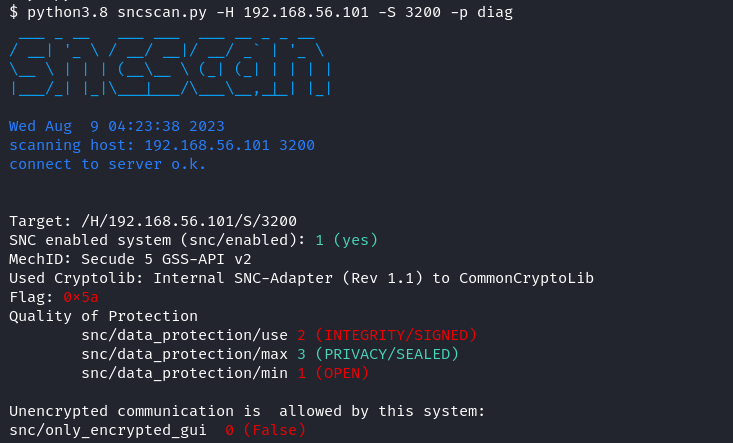 $ python3.8 sncscan.py -H 192.168.56.101 -S 3200 -p diag
sncscan
Wed Aug  9 04:23:38 2023
scanning host: 192.168.56.101 3200
connect to server o.k.
Target: /H/192.168.56.101/S/3200
SNC enabled system (snc/enabled): 1 (yes)
MechID: Secude 5 GSS-API v2
Used Cryptolib: Internal SNC-Adapter (Rev 1.1) to CommonCryptoLib
Flag: 0x5a
Quality of Protection
        snc/data_protection/use 2 (INTEGRITY/SIGNED)
        snc/data_protection/max 3 (PRIVACY/SEALED)
        snc/data_protection/min 1 (OPEN)
Unencrypted communication is  allowed by this system:
snc/only_encrypted_gui  0 (False)